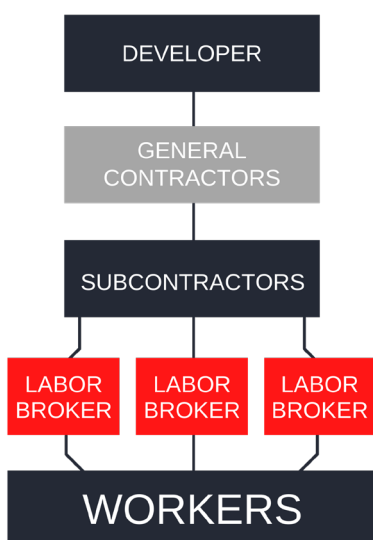 DEVELOPER
GENERAL
CONTRACTORS
SUBCONTRACTORS
LABOR
BROKER
LABOR
BROKER
LABOR
BROKER
WORKERS